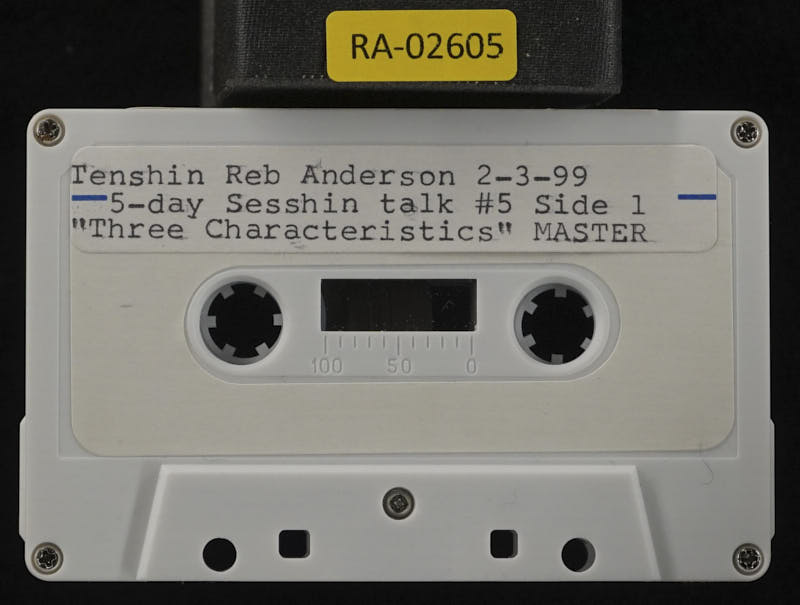 RA-02605
Tenshin Reb Anderson 2-3-99
5-day Sesshin talk #5 Side 1
"Three Characteristics" MASTER
100 50 0